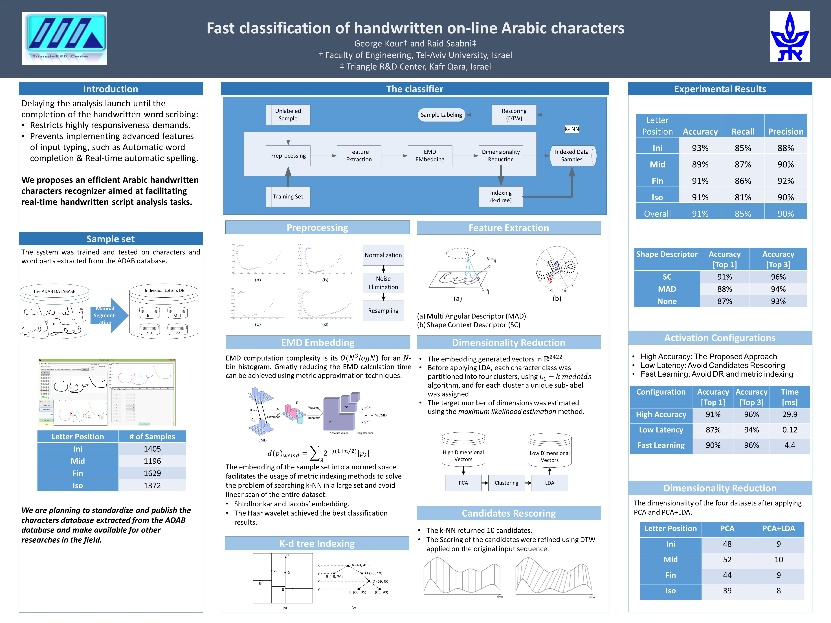 Fast classification of handwritten on-line Arabic characters
George Kour† and Raid Saabni‡
† Faculty of Engineering, Tel-Aviv University, Israel
‡ Triangle R&D Center, Kafr Qara, Israel
Triangle R&D Center
Introduction
Delaying the analysis launch until the
completion of the handwritten word scribing:
• Restricts highly responsiveness demands.
• Prevents implementing advanced features
of input typing, such as Automatic word
completion & Real-time automatic spelling.
We proposes an efficient Arabic handwritten
characters recognizer aimed at facilitating
real-time handwritten script analysis tasks.
Sample set
The system was trained and tested on characters and
word parts extracted from the ADAB database.
Letter Position # of Samples
Ini 1405
Mid 1196
Fin 1629
Iso 1372
We are planning to standardize and publish the
characters database extracted from the ADAB
database and make available for other
researches in the field.
The classifier
Unlabeled
Sample
Sample Labeling
Rescoring
(DTW)
k-NN
Preprocessing
Feature
Extraction
EMD
Embedding
Dimensionality
Reduction
Indexed Data
Samples
Training Set
Indexing
(k-d tree)
Preprocessing
Normalization
Noise
Elimination
Resampling
Feature Extraction
(a)
(b)
(a) Multi Angular Descriptor (MAD)
(b) Shape Context Descriptor (SC)
EMD Embedding
EMD computation complexity is its for an N-
bin histogram. Greatly reducing the EMD calculation time
can be achieved using metric approximation techniques.
The embedding of the sample set into a normed space
facilitates the usage of metric indexing methods to solve
the problem of searching k-NN in a large set and avoid
linear scan of the entire dataset.
• Shirdhonkar and Jacobs' embedding.
• The Haar wavelet achieved the best classification
results.
K-d tree Indexing
Dimensionality Reduction
• The embedding generated vectors in
• Before applying LDA, each character class was
partitioned into four clusters, using
algorithm, and for each cluster a unique sub-label
was assigned
• The target number of dimensions was estimated
using the maximum likelihood estimation method.
High Dimensional
Vectors
Low Dimensional
Vectors
PCA
Clustering
LDA
Candidates Rescoring
• The k-NN returned 10 candidates.
• The Scoring of the candidates were refined using DTW
applied on the original input sequence.
Experimental Results
Letter
Position Accuracy Recall Precision
Ini 93% 85% 88%
Mid 89% 87% 90%
Fin 91% 86% 92%
Iso 91% 81% 90%
Overal 91% 85% 90%
Shape Descriptor Accuracy [Top 1] Accuracy [Top 3]
SC 91% 96%
MAD 88% 94%
None 87% 93%
Activation Configurations
• High Accuracy: The Proposed Approach
• Low Latency: Avoid Candidates Rescoring
• Fast Learning: Avoid DR and metric indexing
Configuration Accuracy [Top 1] Accuracy [Top 3] Time [ms]
High Accuracy 91% 96% 29.9
Low Latency 87% 94% 0.12
Fast Learning 90% 96% 4.4
Dimensionality Reduction
The dimensionality of the four datasets after applying
PCA and PCA+LDA.
Letter Position PCA PCA+LDA
Ini 48 9
Mid 52 10
Fin 44 9
Iso 39 8